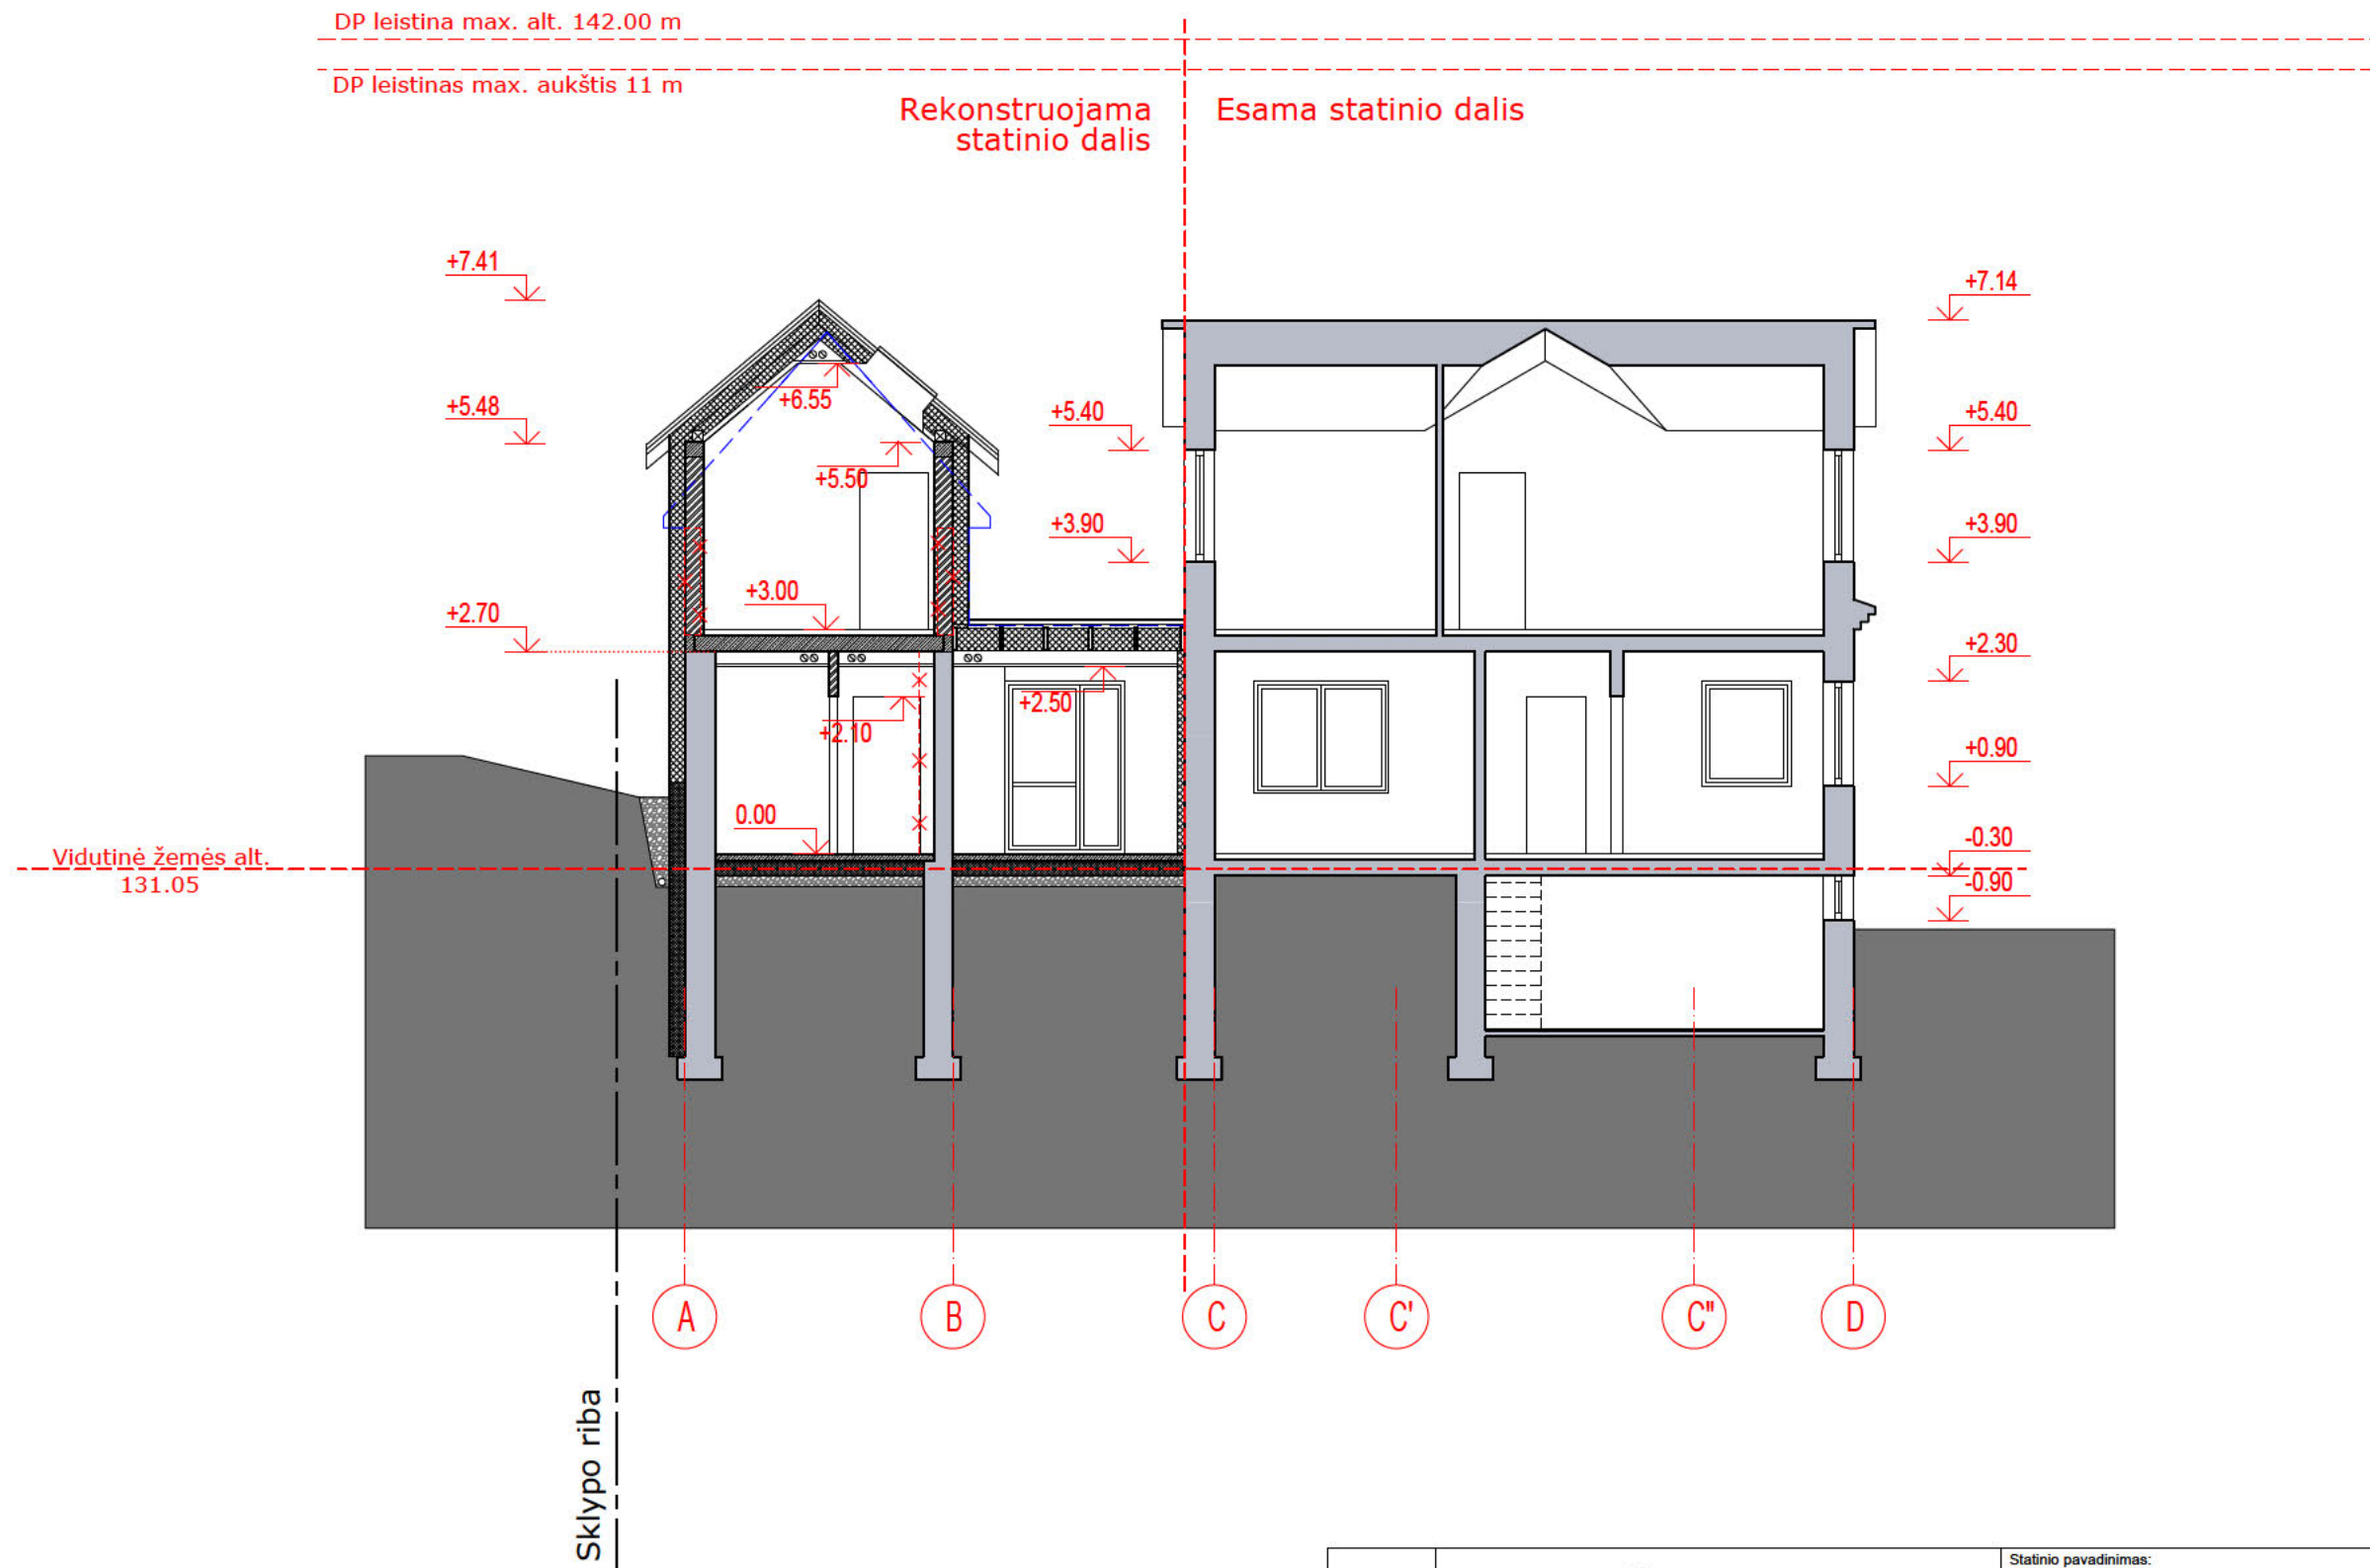 DP leistina max. alt. 142.00 m
DP leistinas max. aukštis 11 m
Rekonstruojama
statinio dalis
Esama statinio dalis
+7.41
+7.14
+6.55
+5.48
+5.40
+5.40
+5.50
+3.90
+3.90
+3.00
+2.70
+2.30
+2.50
+2.10
+0.90
0.00
-0.30
Vidutinė žemės alt.
131.05
-0.90
A
B
C
C'
C"
D
Sklypo riba
Statinio pavadinimas: